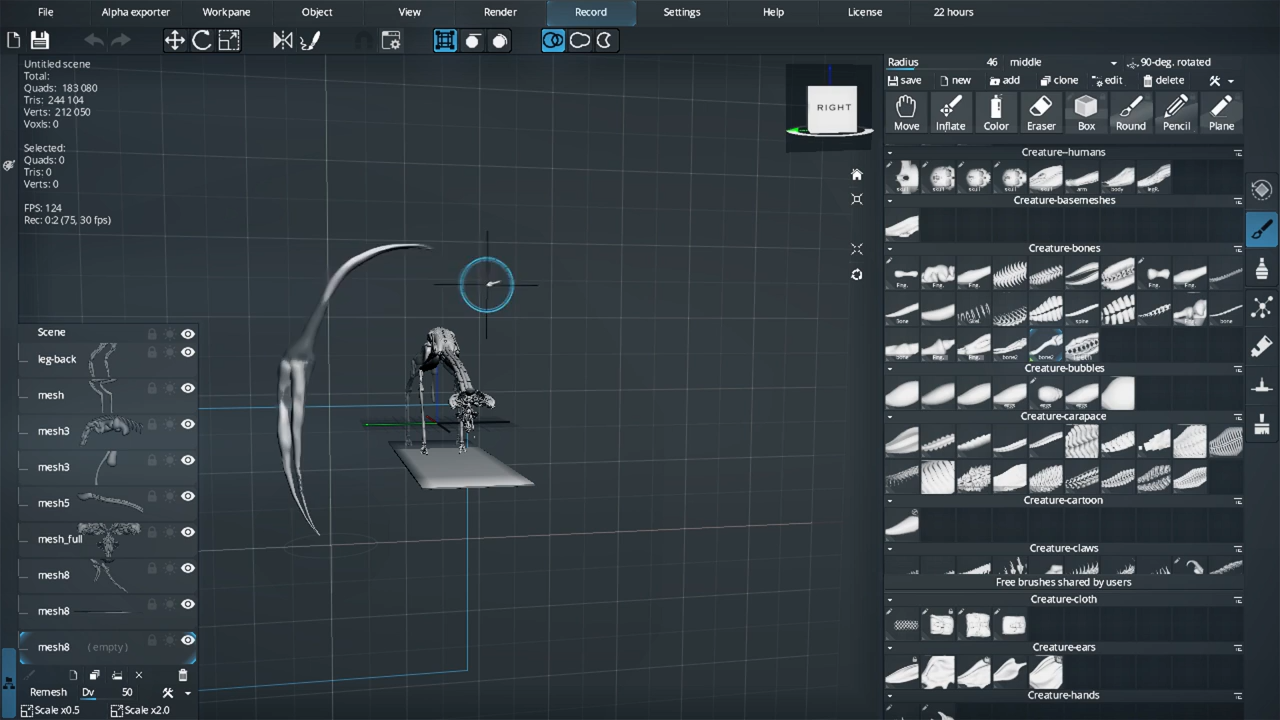 File Alpha exporter Workpane Object View Render Record Settings Help License 22 hours
Untitled scene
Total:
Quads: 183 080
Tris: 244 104
Verts: 212 050
Voxls: 0
Selected:
Quads: 0
Tris: 0
Verts: 0
FPS: 124
Rec: 0:2 (75, 30 fps)
RIGHT
Scene
leg-back
mesh
mesh3
mesh3
mesh5
mesh_full
mesh8
mesh8
mesh8 (empty)
Remesh Dv 50
Scale x0.5 Scale x2.0
Radius 46 middle 90-deg. rotated
save new add clone edit delete
Move Inflate Color Eraser Box Round Pencil Plane
Creature--humans
Creature-basemeshes
Creature-bones
Creature-bubbles
Creature-carapace
Creature-cartoon
Creature-claws
Free brushes shared by users
Creature-cloth
Creature-ears
Creature-hands